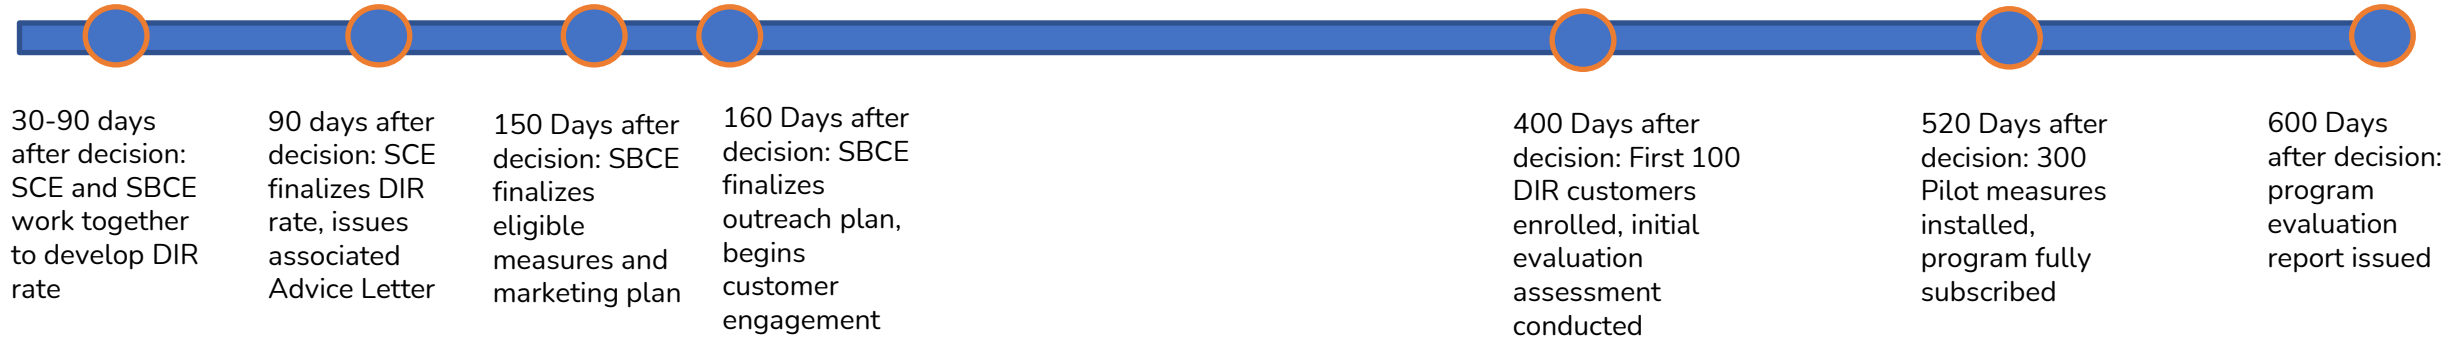 30-90 days
after decision:
SCE and SBCE
work together
to develop DIR
rate
90 days after
decision: SCE
finalizes DIR
rate, issues
associated
Advice Letter
150 Days after
decision: SBCE
finalizes
eligible
measures and
marketing plan
160 Days after
decision: SBCE
finalizes
outreach plan,
begins
customer
engagement
400 Days after
decision: First 100
DIR customers
enrolled, initial
evaluation
assessment
conducted
520 Days after
decision: 300
Pilot measures
installed,
program fully
subscribed
600 Days
after decision:
program
evaluation
report issued